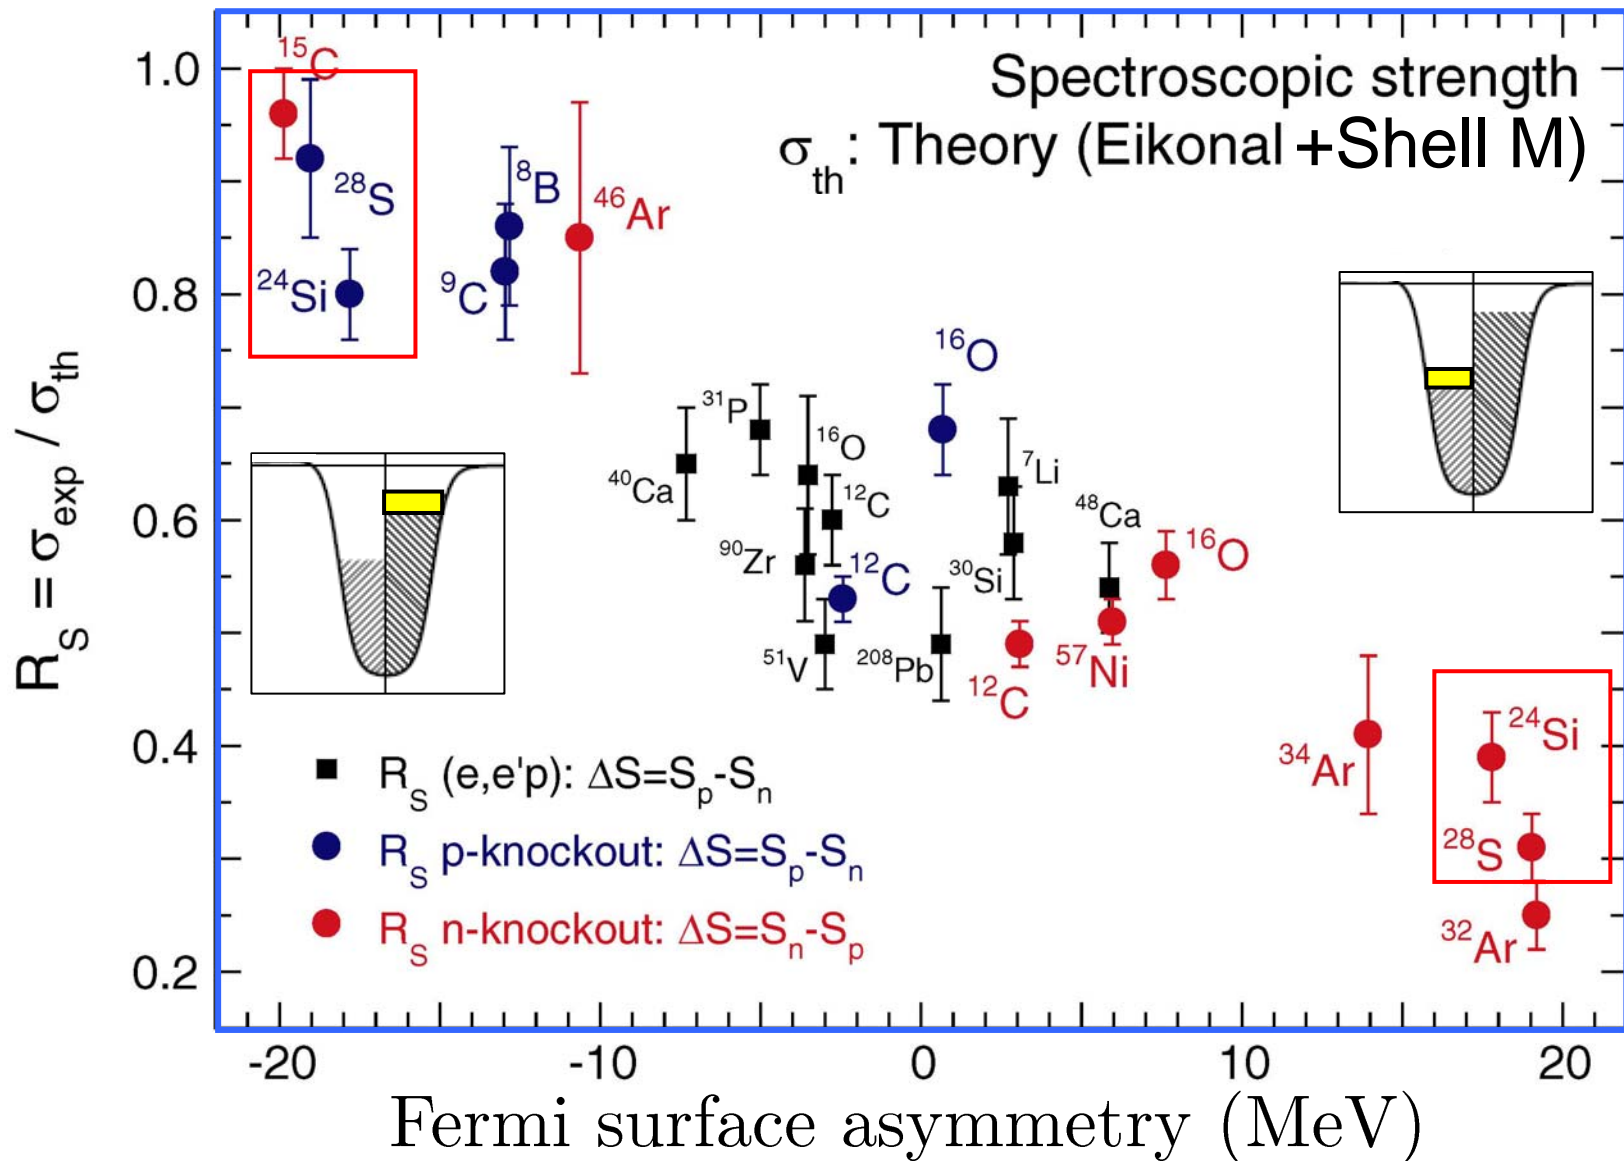 Spectroscopic strength
σth: Theory (Eikonal +Shell M)
RS = σexp / σth
1.0
0.8
0.6
0.4
0.2
15C
28S
24Si
8B
9C
46Ar
16O
31P
16O
40Ca
12C
7Li
48Ca
90Zr
12C
30Si
16O
51V
208Pb
12C
57Ni
24Si
34Ar
28S
32Ar
RS (e,e'p): ΔS=Sp-Sn
RS p-knockout: ΔS=Sp-Sn
RS n-knockout: ΔS=Sn-Sp
-20 -10 0 10 20
Fermi surface asymmetry (MeV)